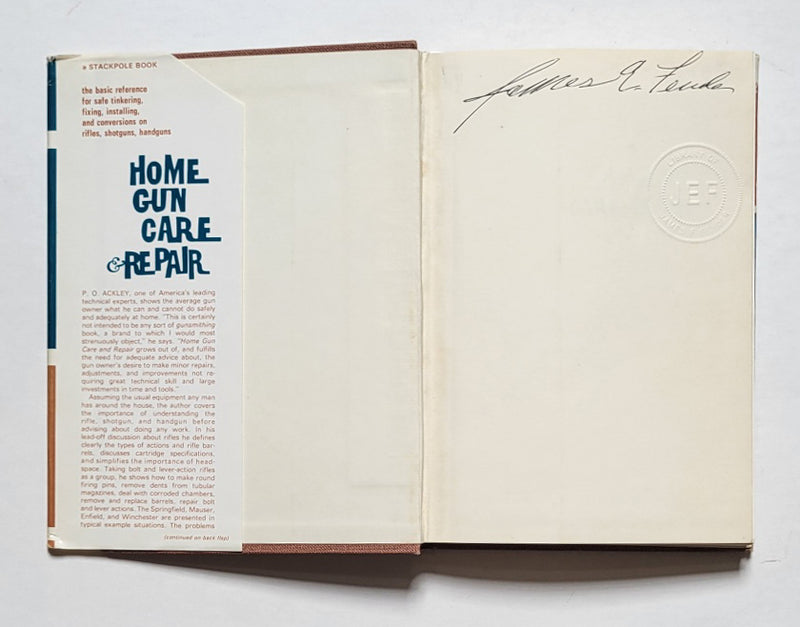 » STACKPOLE BOOK
the basic reference
for safe tinkering,
fixing, installing,
and conversions on
rifles, shotguns, handguns
HOME
GUN
CARE
& REPAIR
P. O. ACKLEY, one of America's leading
technical experts, shows the average gun
owner what he can and cannot do safely
and adequately at home. "This is certainly
not intended to be any sort of gunsmithing
book, a brand to which I would most
strenuously object," he says. "Home Gun
Care and Repair grows out of, and fulfills
the need for adequate advice about, the
gun owner's desire to make minor repairs,
adjustments, and improvements not re-
quiring great technical skill and large
investments in time and tools."
Assuming the usual equipment any man
has around the house, the author covers
the importance of understanding the
rifle, shotgun, and handgun before
advising about doing any work. In his
lead-off discussion about rifles he defines
clearly the types of actions and rifle bar-
rels, discusses cartridge specifications,
and simplifies the importance of head-
space. Taking bolt and lever-action rifles
as a group, he shows how to make round
firing pins, remove dents from tubular
magazines, deal with corroded chambers,
remove and replace barrels, repair bolt
and lever actions. The Springfield, Mauser,
Enfield, and Winchester are presented in
typical example situations. The problems
(continued on back flap)
James E. Fender
LIBRARY OF
JEF